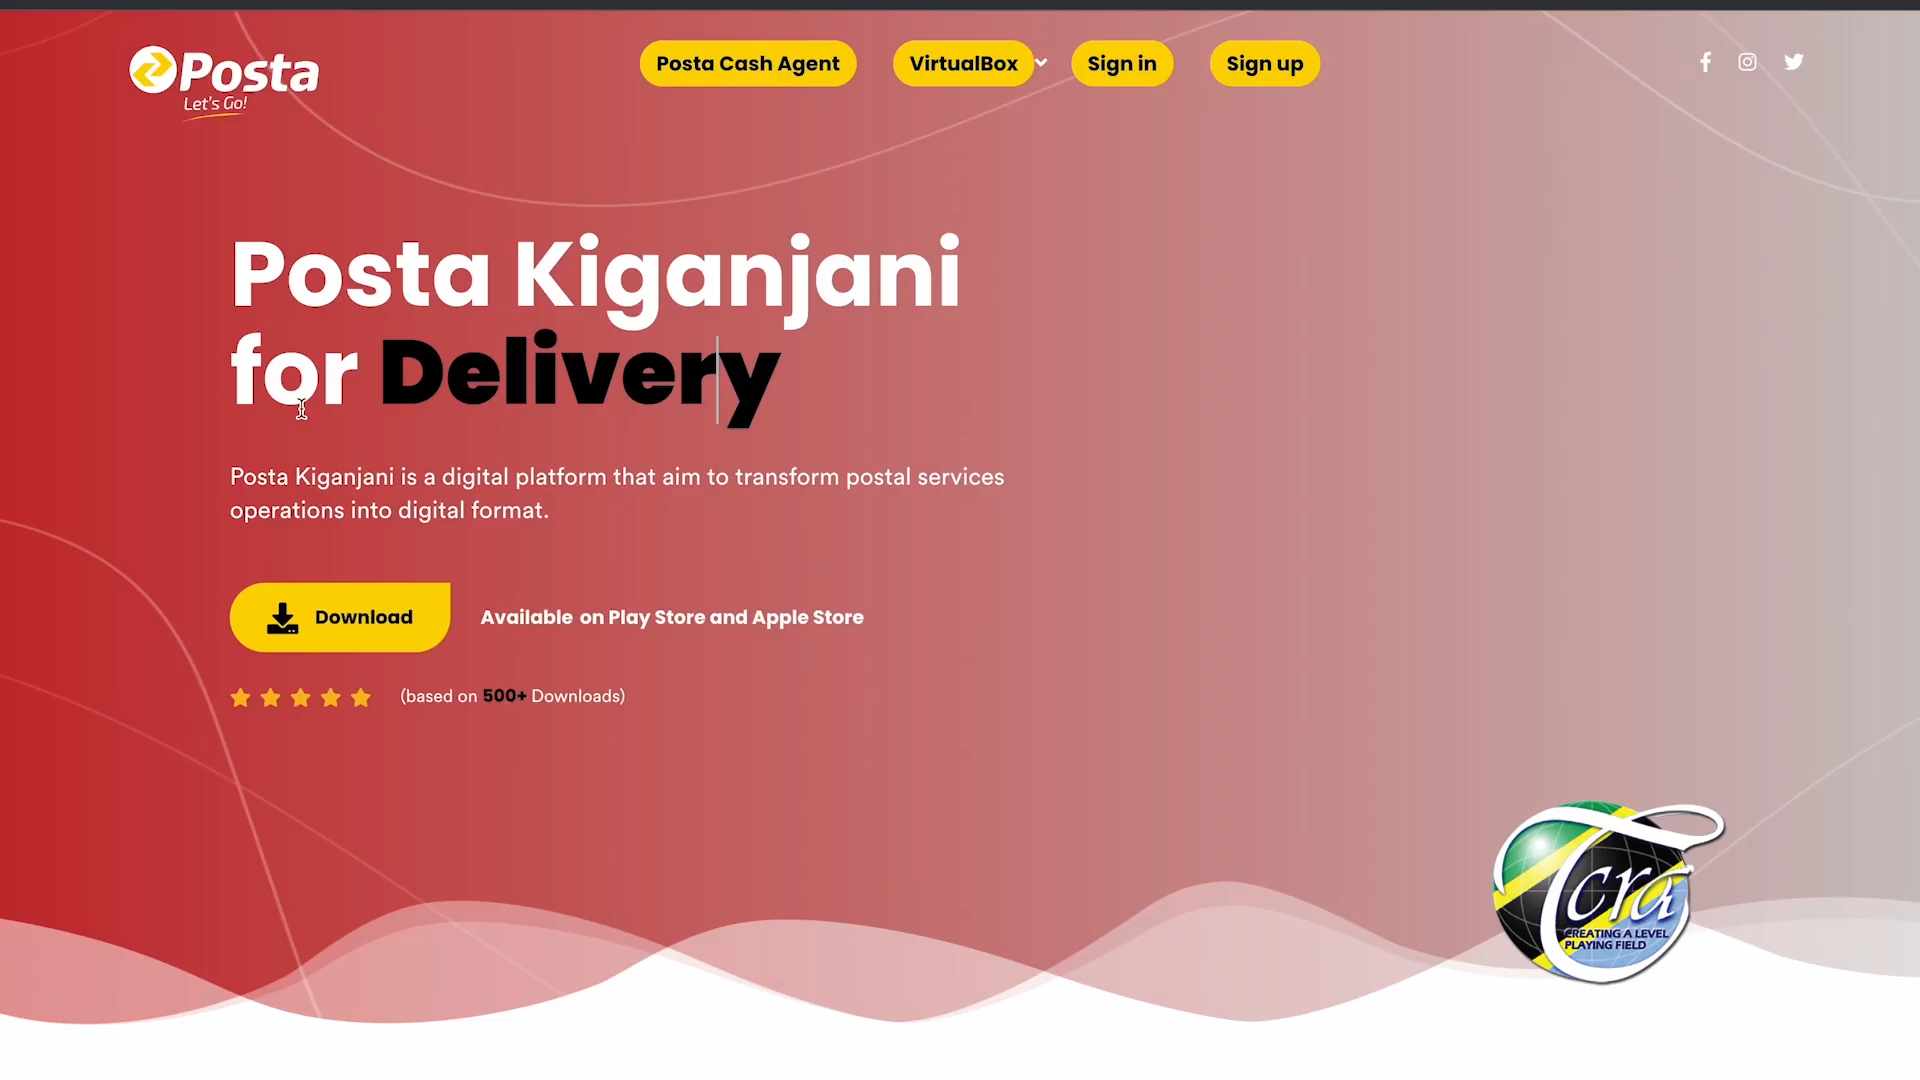 Posta
Let's Go!
Posta Cash Agent
VirtualBox
Sign in
Sign up
Posta Kiganjani
for Delivery
Posta Kiganjani is a digital platform that aim to transform postal services
operations into digital format.
Download
Available on Play Store and Apple Store
(based on 500+ Downloads)
Tcra
CREATING A LEVEL
PLAYING FIELD